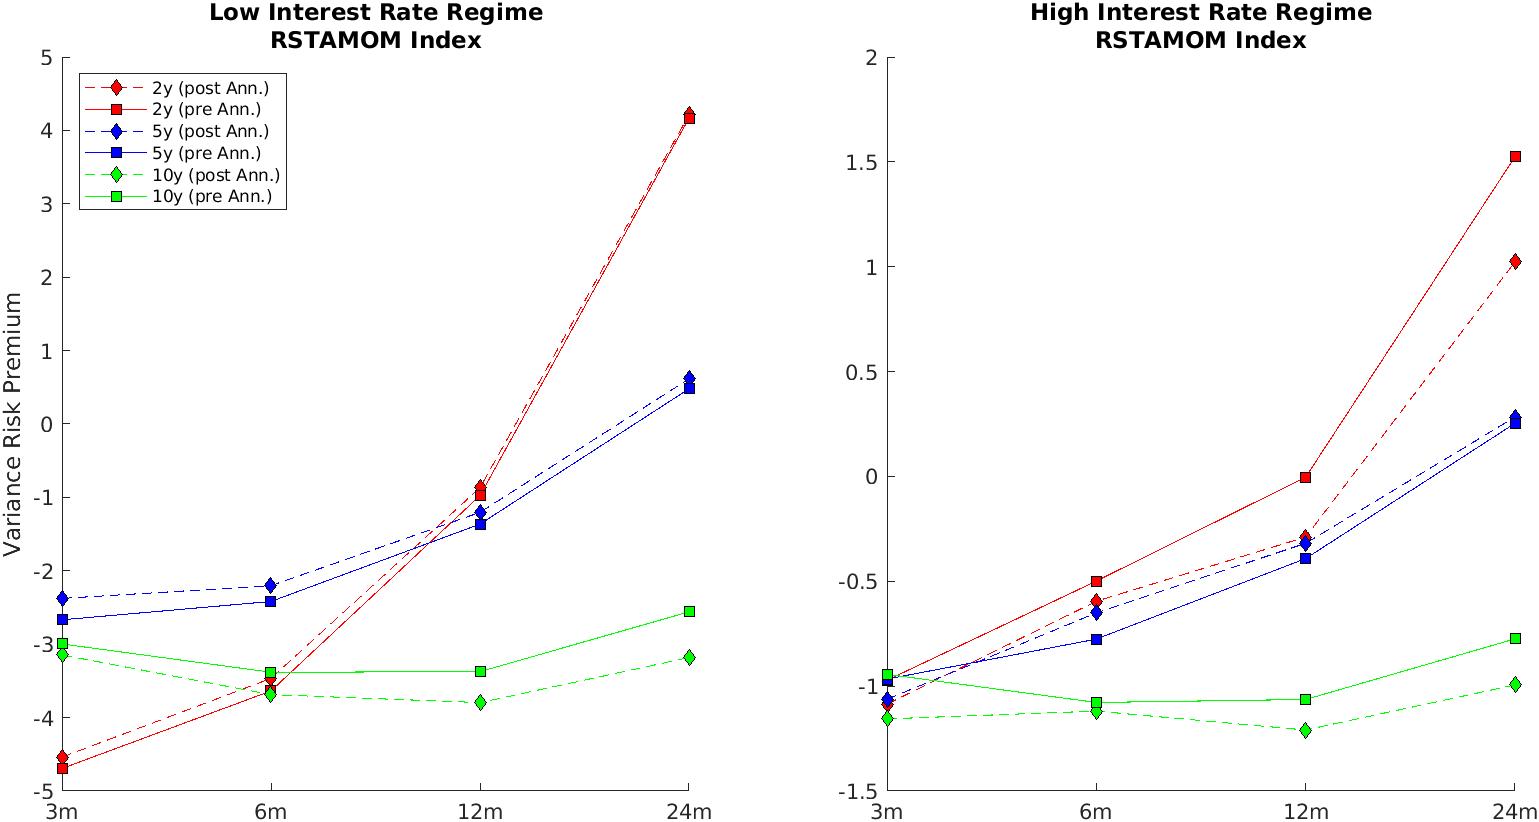 Low Interest Rate Regime
RSTAMOM Index
5
4
3
2
1
0
-1
-2
-3
-4
-5
Variance Risk Premium
3m
6m
12m
24m
2y (post Ann.)
2y (pre Ann.)
5y (post Ann.)
5y (pre Ann.)
10y (post Ann.)
10y (pre Ann.)
High Interest Rate Regime
RSTAMOM Index
2
1.5
1
0.5
0
-0.5
-1
-1.5
3m
6m
12m
24m